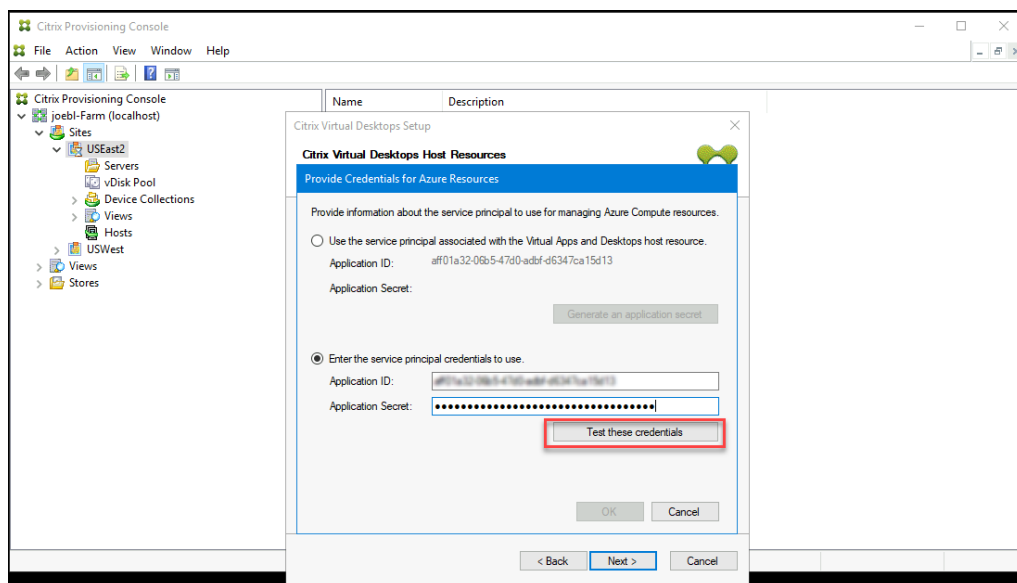 Citrix Provisioning Console
File Action View Window Help
Citrix Provisioning Console
joebl-Farm (localhost)
Sites
USEast2
Servers
vDisk Pool
Device Collections
Views
Hosts
USWest
Views
Stores
Name Description
Citrix Virtual Desktops Setup
Citrix Virtual Desktops Host Resources
Provide Credentials for Azure Resources
Provide information about the service principal to use for managing Azure Compute resources.
Use the service principal associated with the Virtual Apps and Desktops host resource.
Application ID: aff01a32-06b5-47d0-adbf-d6347ca15d13
Application Secret:
Generate an application secret
Enter the service principal credentials to use.
Application ID:
Application Secret:
Test these credentials
OK Cancel
< Back Next > Cancel